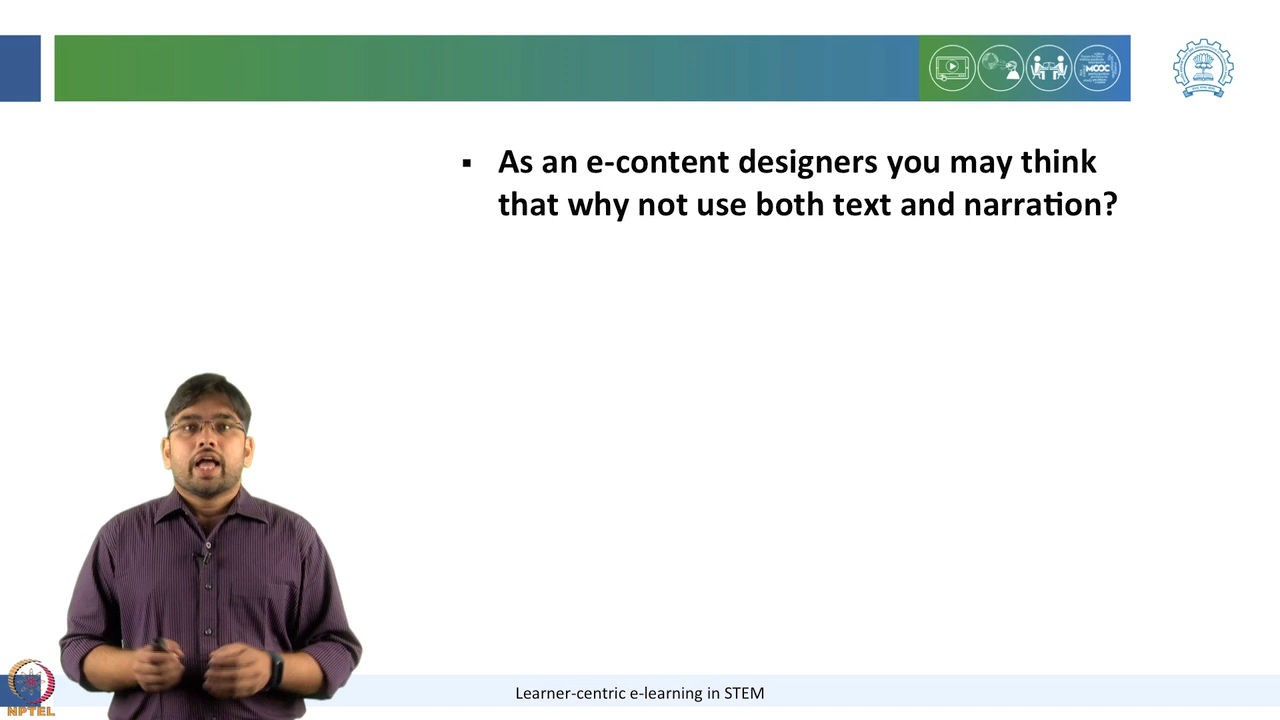 MOOC
▪ As an e-content designers you may think
that why not use both text and narration?
Learner-centric e-learning in STEM
NPTEL